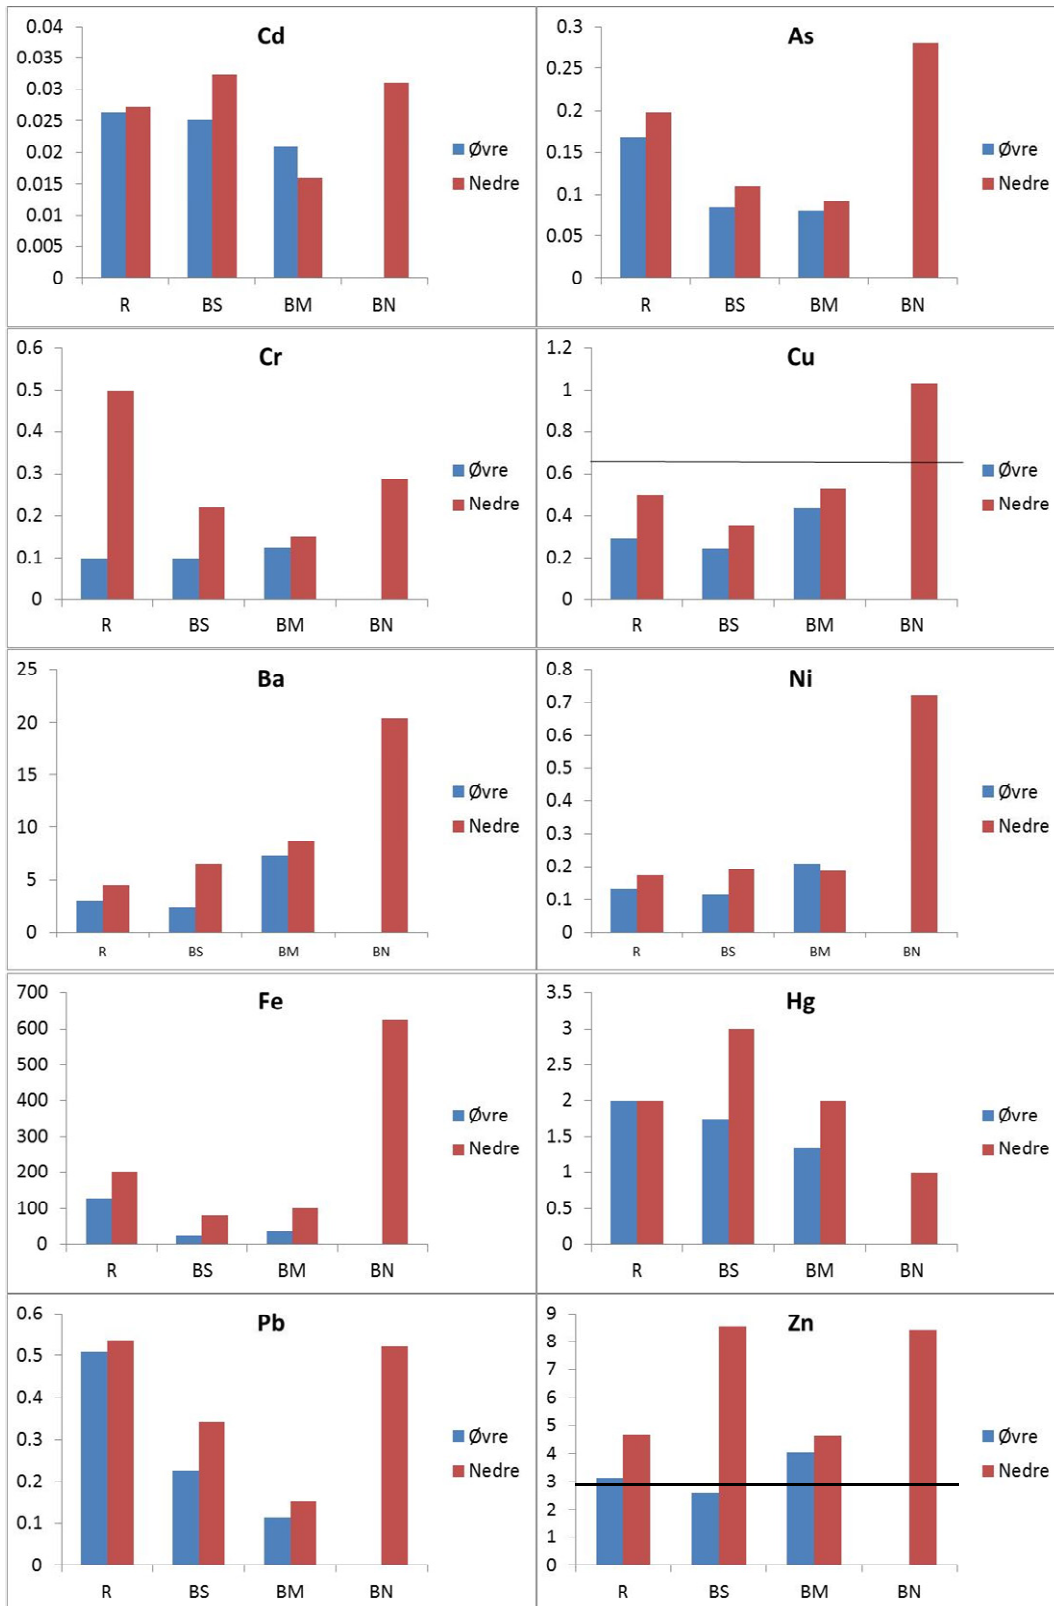 Cd
0.04
0.035
0.03
0.025
0.02
0.015
0.01
0.005
0
R BS BM BN
Øvre
Nedre
As
0.3
0.25
0.2
0.15
0.1
0.05
0
R BS BM BN
Øvre
Nedre
Cr
0.6
0.5
0.4
0.3
0.2
0.1
0
R BS BM BN
Øvre
Nedre
Cu
1.2
1
0.8
0.6
0.4
0.2
0
R BS BM BN
Øvre
Nedre
Ba
25
20
15
10
5
0
R BS BM BN
Øvre
Nedre
Ni
0.8
0.7
0.6
0.5
0.4
0.3
0.2
0.1
0
R BS BM BN
Øvre
Nedre
Fe
700
600
500
400
300
200
100
0
R BS BM BN
Øvre
Nedre
Hg
3.5
3
2.5
2
1.5
1
0.5
0
R BS BM BN
Øvre
Nedre
Pb
0.6
0.5
0.4
0.3
0.2
0.1
0
R BS BM BN
Øvre
Nedre
Zn
9
8
7
6
5
4
3
2
1
0
R BS BM BN
Øvre
Nedre